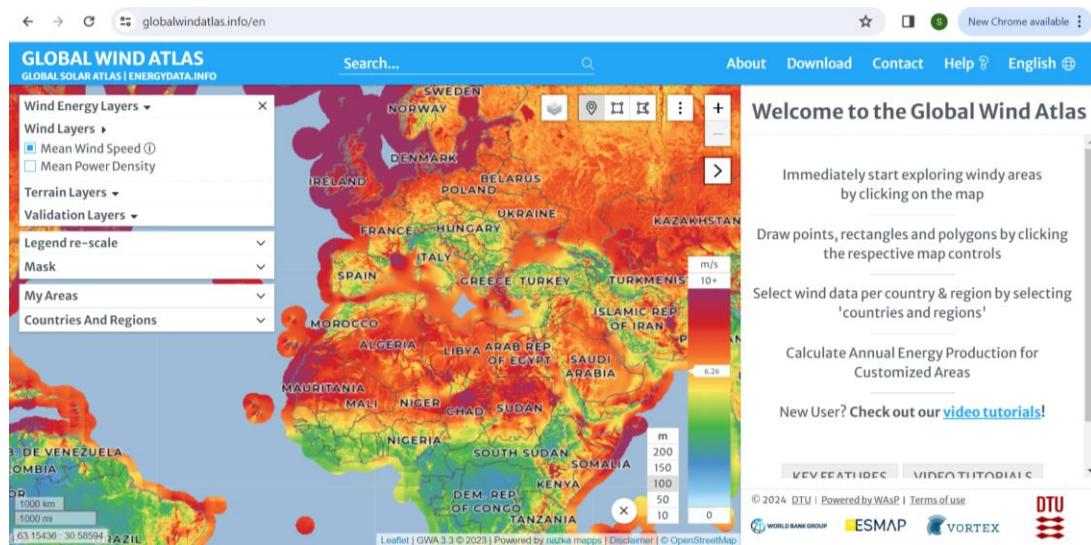 globalwindatlas.info/en
S
New Chrome available
GLOBAL WIND ATLAS
GLOBAL SOLAR ATLAS | ENERGYDATA.INFO
Search...
About Download Contact Help English
Wind Energy Layers
Wind Layers
Mean Wind Speed
Mean Power Density
Terrain Layers
Validation Layers
Legend re-scale
Mask
My Areas
Countries And Regions
SWEDEN
NORWAY
DENMARK
IRELAND
BELARUS
POLAND
UKRAINE
KAZAKHSTAN
FRANCE HUNGARY
ITALY
SPAIN
GREECE TURKEY
TURKMENIS
ISLAMIC REP
OF IRAN
MOROCCO
ALGERIA
LIBYA ARAB REP
OF EGYPT
SAUDI
ARABIA
MAURITANIA
MALI NIGER
CHAD SUDAN
NIGERIA
SOUTH SUDAN
SOMALIA
KENYA
DEM. REP
OF CONGO
TANZANIA
B. DE VENEZUELA
OMBIA
AZIL
m/s
10+
6.26
0
m
200
150
100
50
10
1000 km
1000 mi
63.15436 : 30.58594
Leaflet | GWA 3.3 © 2023 | Powered by nazka mapps | Disclaimer | © OpenStreetMap
Welcome to the Global Wind Atlas
Immediately start exploring windy areas
by clicking on the map
Draw points, rectangles and polygons by clicking
the respective map controls
Select wind data per country & region by selecting
'countries and regions'
Calculate Annual Energy Production for
Customized Areas
New User? Check out our video tutorials!
KEY FEATURES VIDEO TUTORIALS
© 2024 DTU | Powered by WAsP | Terms of use
WORLD BANK GROUP ESMAP VORTEX DTU